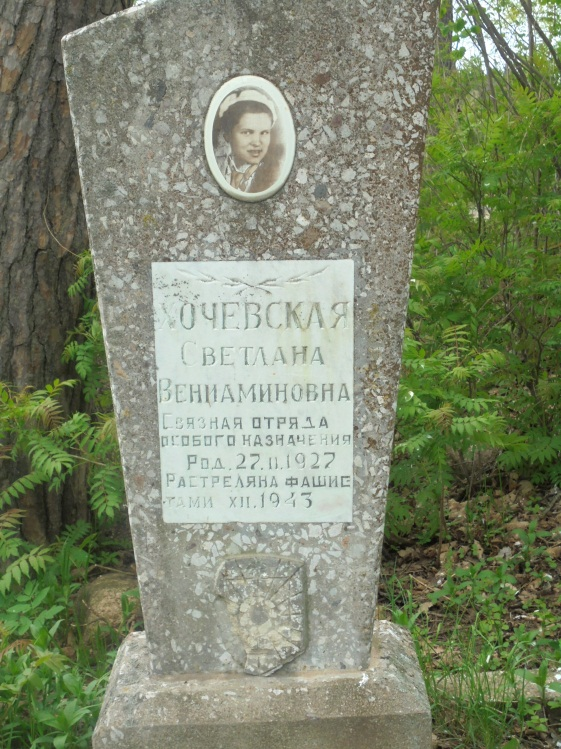 Хочевская
Светлана
Вениаминовна
Связная отряда
особого назначения
Род. 27.II.1927
Растреляна фашис
тами XII.1943